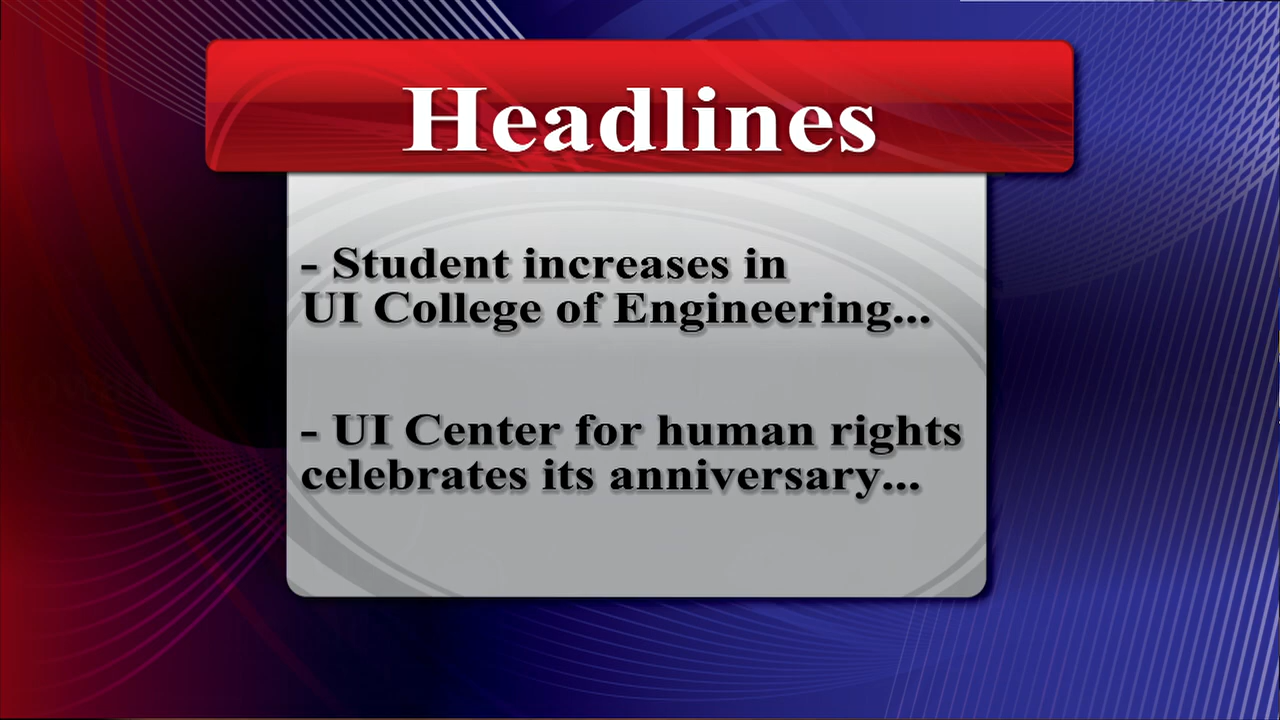 Headlines
- Student increases in
UI College of Engineering...
- UI Center for human rights
celebrates its anniversary...